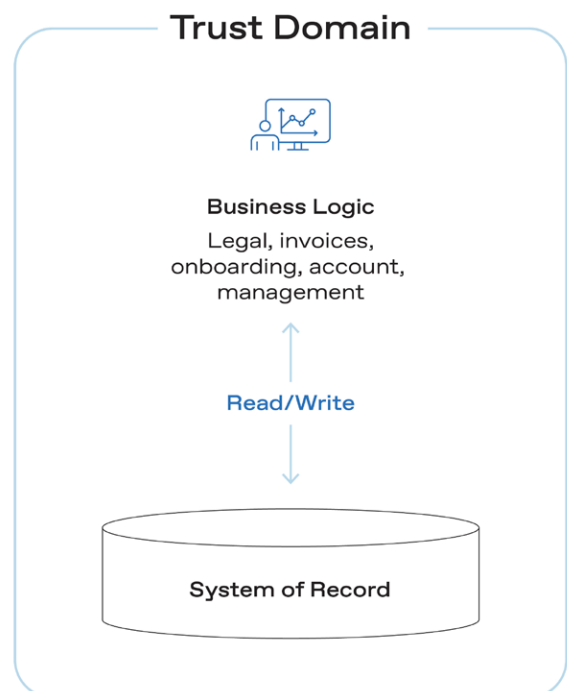 Trust Domain
Business Logic
Legal, invoices,
onboarding, account,
management
Read/Write
System of Record